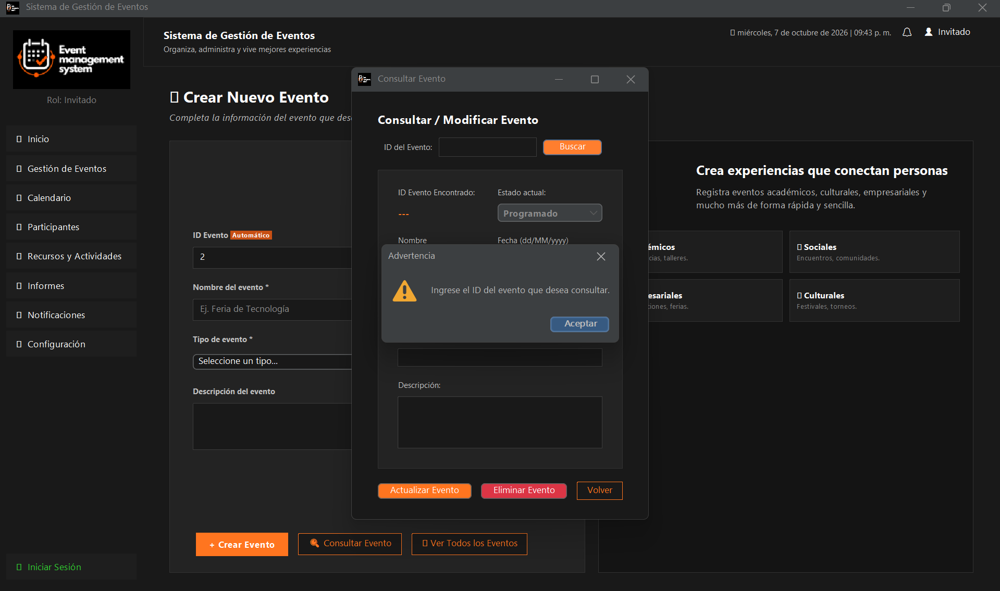 Sistema de Gestión de Eventos
Event
management
system
Rol: Invitado
Inicio
Gestión de Eventos
Calendario
Participantes
Recursos y Actividades
Informes
Notificaciones
Configuración
Iniciar Sesión
Sistema de Gestión de Eventos
Organiza, administra y vive mejores experiencias
miércoles, 7 de octubre de 2026 | 09:43 p. m.
Invitado
Crear Nuevo Evento
Completa la información del evento que
ID Evento Automático
2
Nombre del evento *
Ej. Feria de Tecnología
Tipo de evento *
Seleccione un tipo...
Descripción del evento
+ Crear Evento
Consultar Evento
Ver Todos los Eventos
Consultar Evento
Consultar / Modificar Evento
ID del Evento:
Buscar
ID Evento Encontrado:
Estado actual:
---
Programado
Nombre
Fecha (dd/MM/yyyy)
Advertencia
Ingrese el ID del evento que desea consultar.
Aceptar
Descripción:
Actualizar Evento
Eliminar Evento
Volver
Crea experiencias que conectan personas
Registra eventos académicos, culturales, empresariales y
mucho más de forma rápida y sencilla.
émicos
cias, talleres.
Sociales
Encuentros, comunidades.
esariales
ciones, ferias.
Culturales
Festivales, torneos.